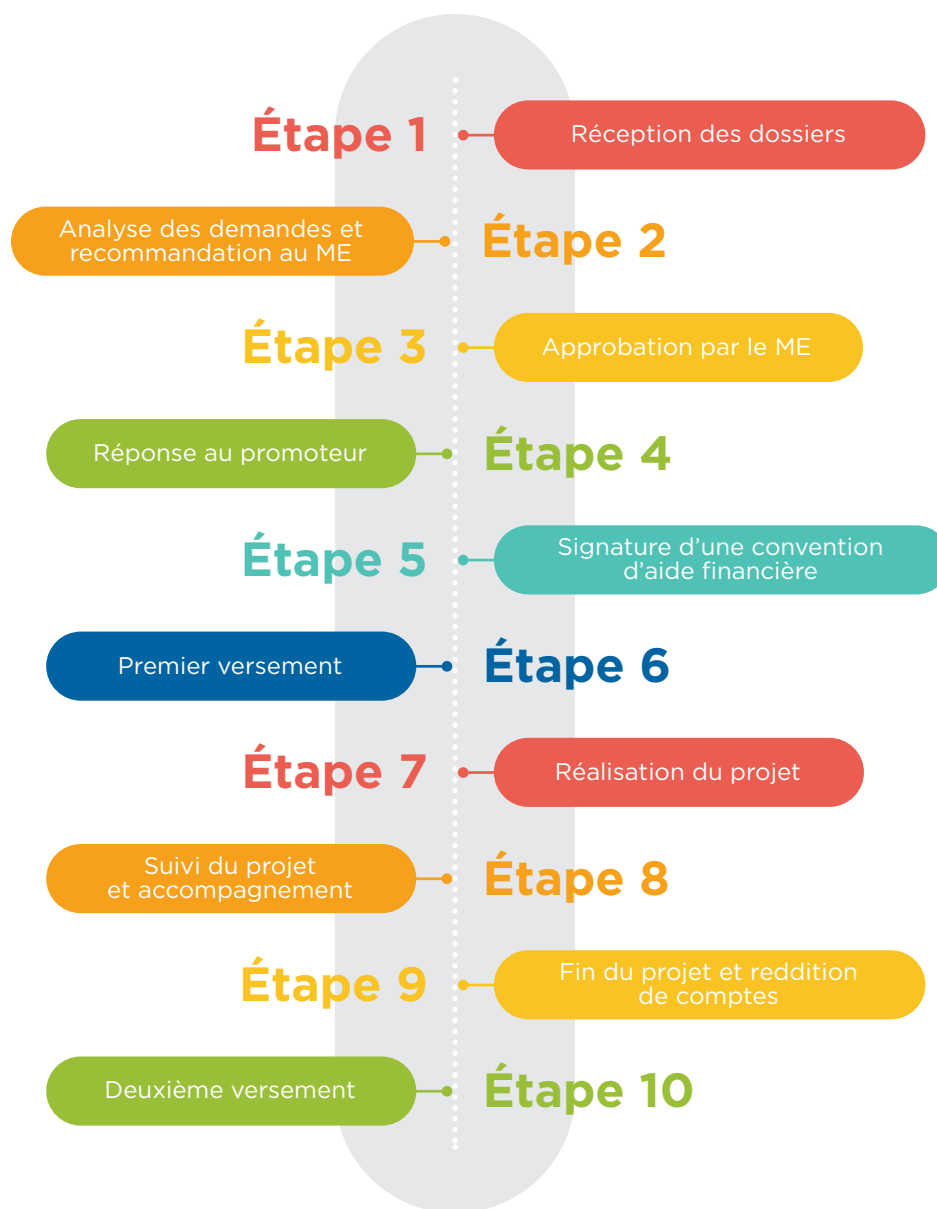 Étape 1
Réception des dossiers
Analyse des demandes et
recommandation au ME
Étape 2
Étape 3
Approbation par le ME
Réponse au promoteur
Étape 4
Étape 5
Signature d’une convention
d’aide financière
Premier versement
Étape 6
Étape 7
Réalisation du projet
Suivi du projet
et accompagnement
Étape 8
Étape 9
Fin du projet et reddition
de comptes
Deuxième versement
Étape 10